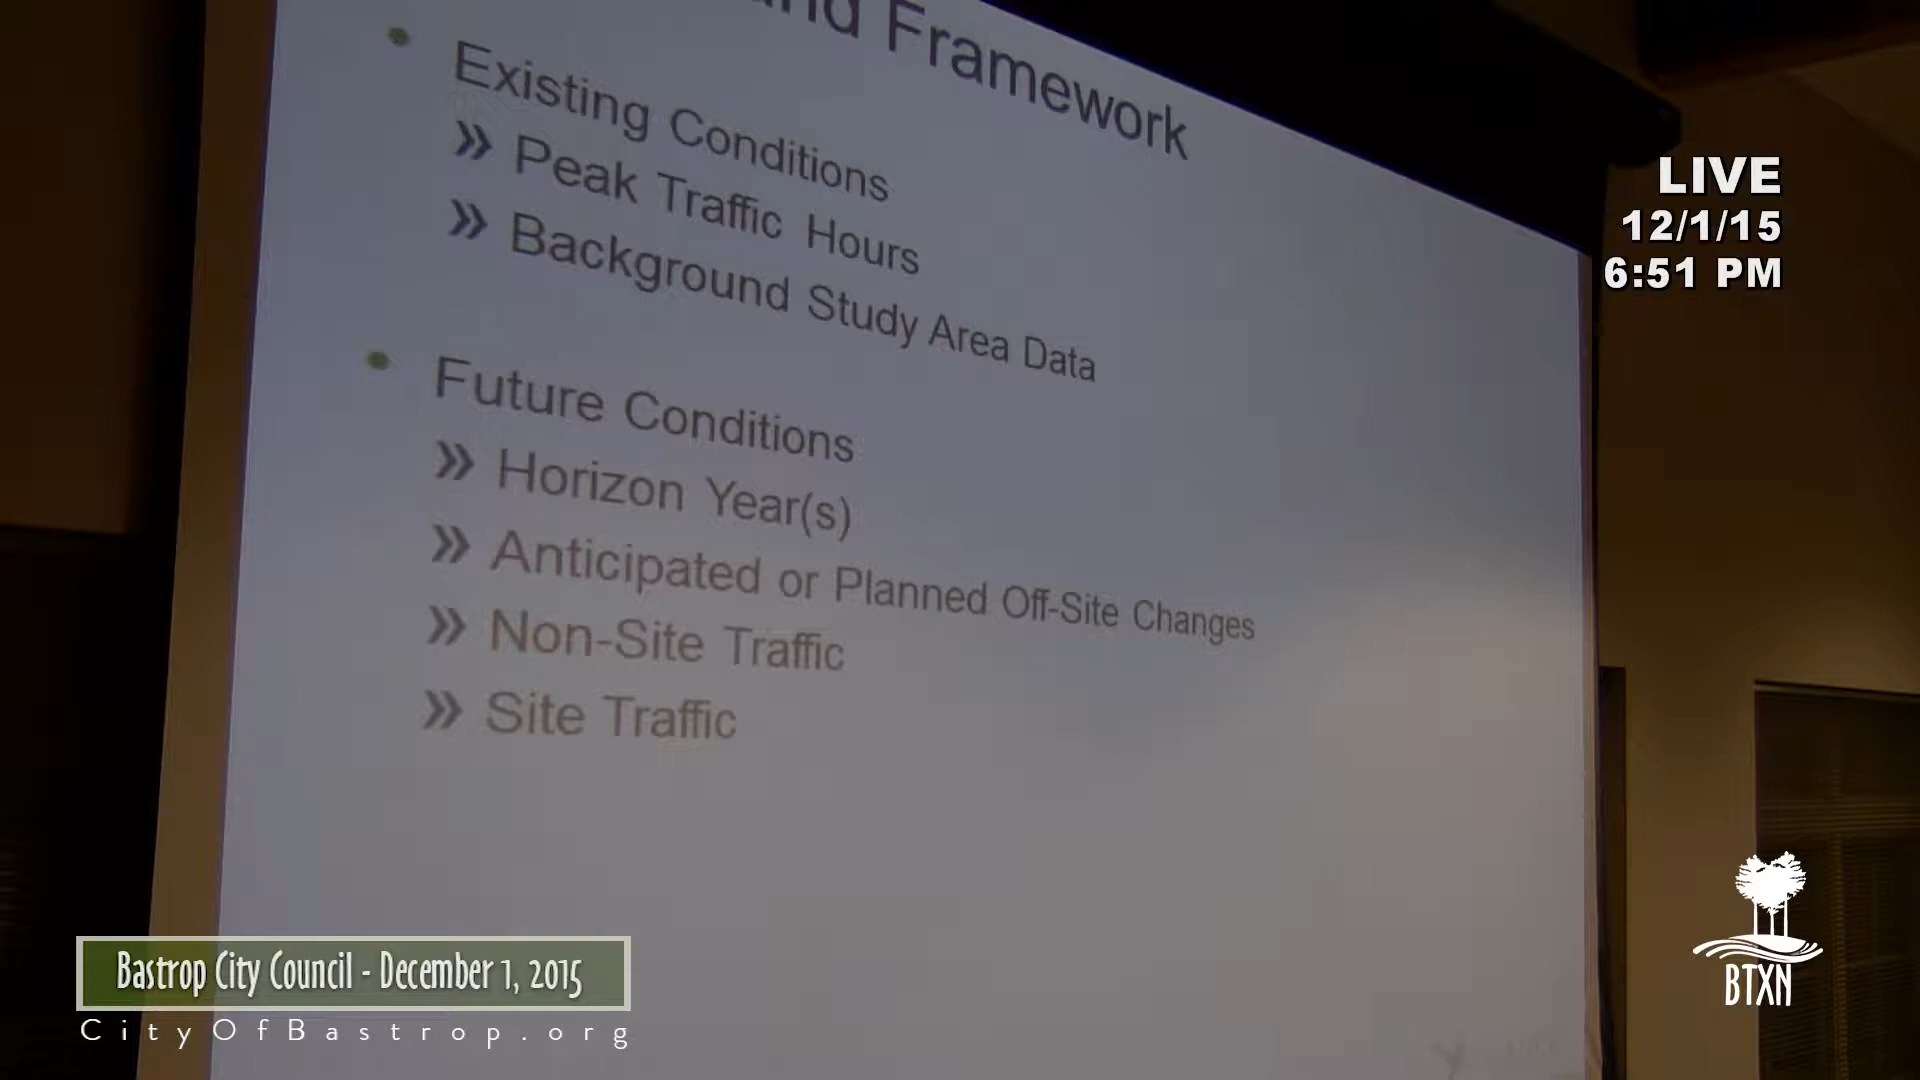 Framework
Existing Conditions
» Peak Traffic Hours
» Background Study Area Data
Future Conditions
» Horizon Year(s)
» Anticipated or Planned Off-Site Changes
» Non-Site Traffic
» Site Traffic
LIVE
12/1/15
6:51 PM
Bastrop City Council - December 1, 2015
CityOfBastrop.org
BTXN